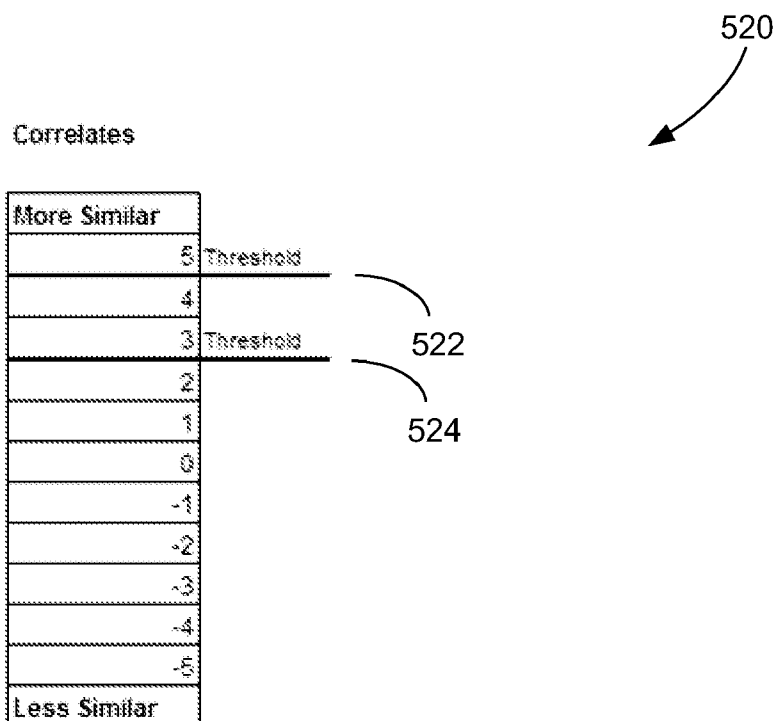 520
Correlates
More Similar
5 Threshold
4
3 Threshold
522
2
1
524
0
-1
-2
-3
-4
-5
Less Similar